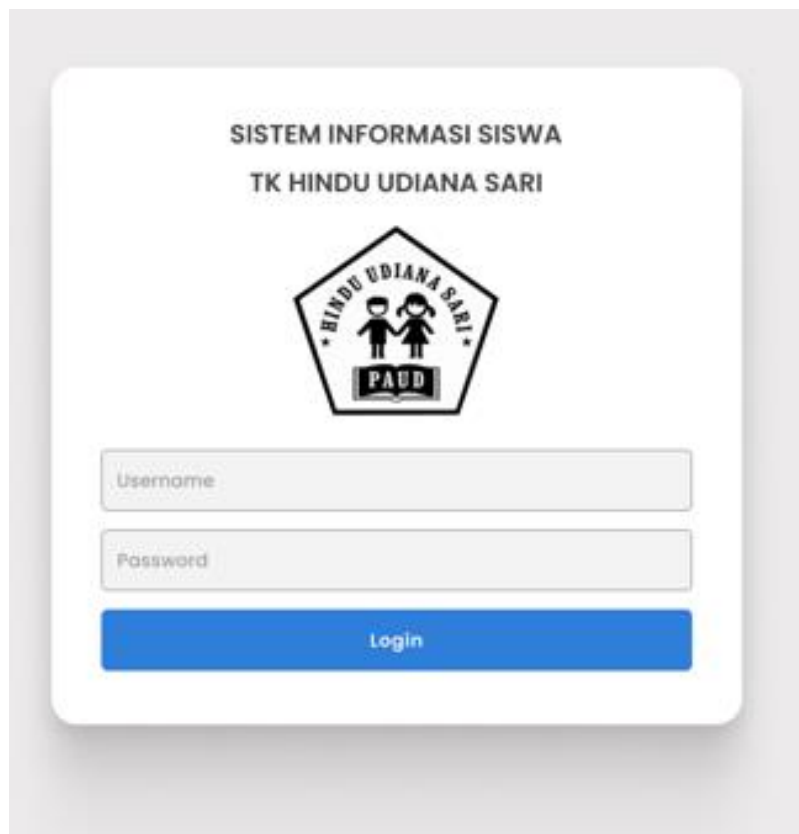 SISTEM INFORMASI SISWA
TK HINDU UDIANA SARI
HINDU UDIANA SARI
PAUD
Username
Password
Login